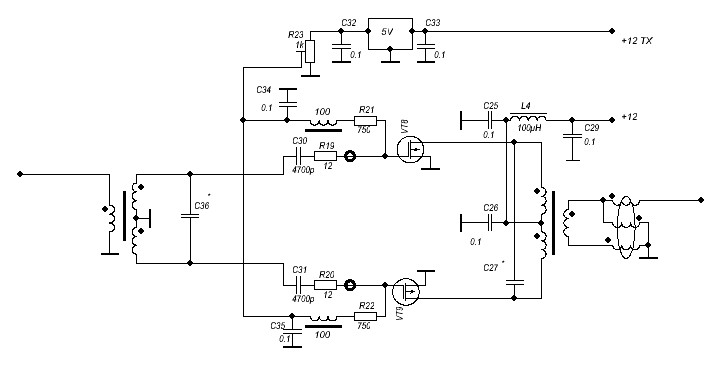 C32
C33
R23
1k
5V
0.1
0.1
+12 TX
C34
0.1
100
R21
750
VT8
C25
0.1
L4
100µH
+12
C29
0.1
C30
4700p
R19
12
*
C36
C26
0.1
C27 *
C31
4700p
R20
12
VT9
R22
750
C35
0.1
100